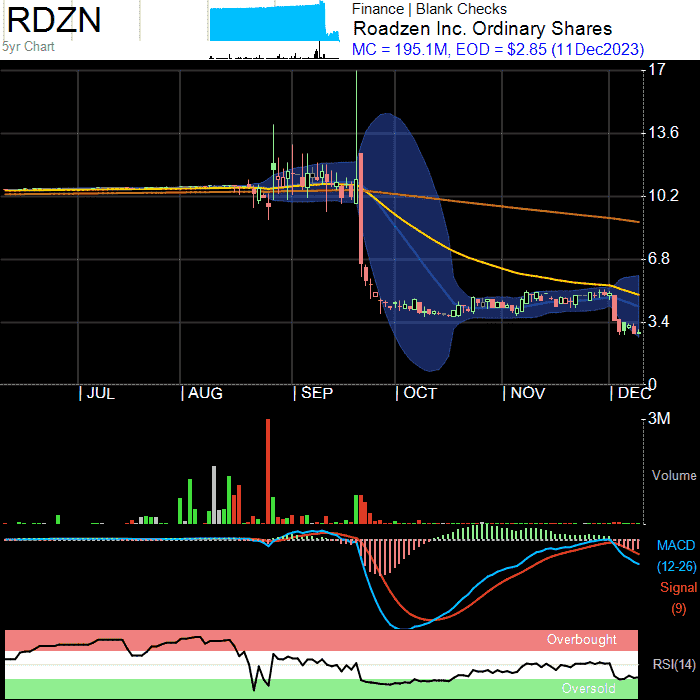 RDZN
5yr Chart
Finance | Blank Checks
Roadzen Inc. Ordinary Shares
MC = 195.1M, EOD = $2.85 (11Dec2023)
17
13.6
10.2
6.8
3.4
0
| JUL | AUG | SEP | OCT | NOV | DEC
3M
Volume
MACD
(12-26)
Signal
(9)
Overbought
RSI(14)
Oversold